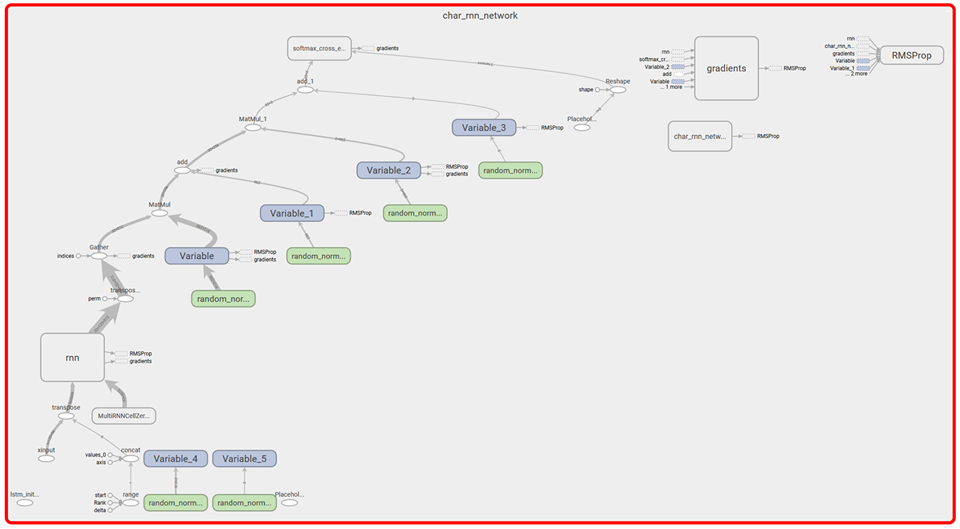 char_rnn_network
softmax_cross_e...
gradients
add_1
Reshape
shape
MatMul_1
Placehol...
Variable_3
RMSProp
random_norm...
add
gradients
Variable_2
RMSProp
gradients
random_norm...
MatMul
Variable_1
RMSProp
random_norm...
Gather
indices
gradients
Variable
RMSProp
gradients
random_nor...
transpos...
perm
rnn
RMSProp
gradients
transpose
MultiRNNCellZer...
xinput
values_0
axis
concat
Variable_4
Variable_5
lstm_init...
start
Rank
delta
range
random_norm...
random_norm...
Placehol...
rnn
softmax_cr...
Variable_2
add
Variable
... 1 more
gradients
RMSProp
char_rnn_netw...
RMSProp
rnn
char_rnn_n...
gradients
Variable
Variable_1
... 2 more
RMSProp